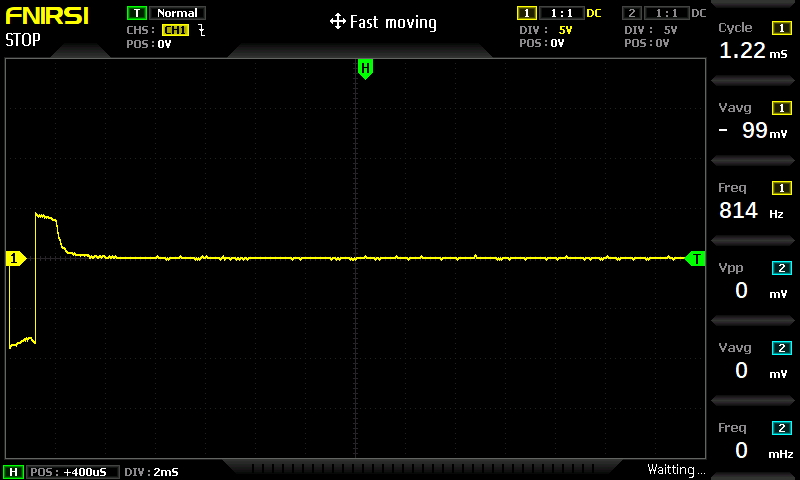 FNIRSI
STOP
T Normal
CHS: CH1
POS: 0V
Fast moving
1 1:1 DC
DIV: 5V
POS: 0V
2 1:1 DC
DIV: 5V
POS: 0V
Cycle 1
1.22 mS
Vavg 1
- 99 mV
Freq 1
814 Hz
Vpp 2
0 mV
Vavg 2
0 mV
Freq 2
0 mHz
H
1
T
H POS: +400uS DIV: 2mS
Waitting...